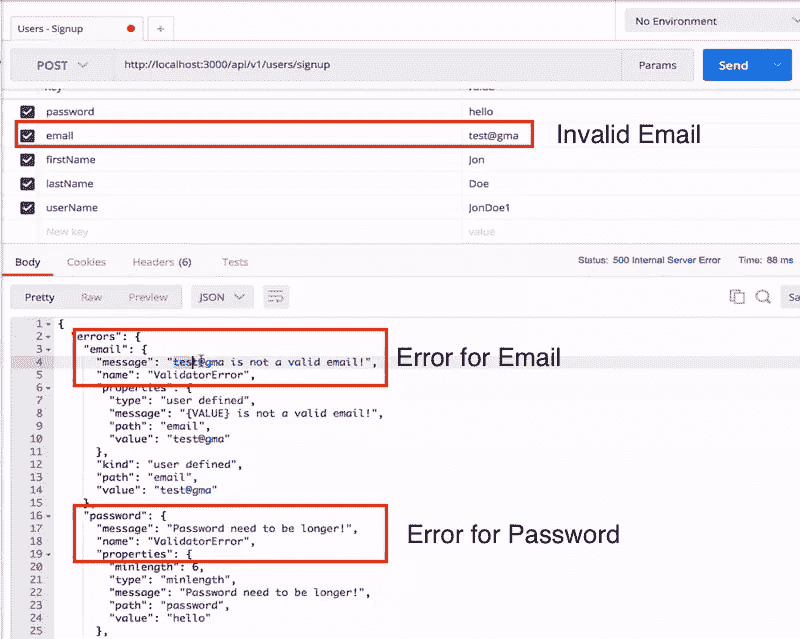 Users - Signup
+
No Environment
POST
http://localhost:3000/api/v1/users/signup
Params
Send
password hello
email test@gma
Invalid Email
firstName Jon
lastName Doe
userName JonDoe1
New key value
Body Cookies Headers (6) Tests
Status: 500 Internal Server Error Time: 88 ms
Pretty Raw Preview JSON
Sa
1 {
2 "errors": {
3 "email": {
4 "message": "test@gma is not a valid email!",
Error for Email
5 "name": "ValidatorError",
6 "properties": {
7 "type": "user defined",
8 "message": "{VALUE} is not a valid email!",
9 "path": "email",
10 "value": "test@gma"
11 },
12 "kind": "user defined",
13 "path": "email",
14 "value": "test@gma"
15 },
16 "password": {
17 "message": "Password need to be longer!",
Error for Password
18 "name": "ValidatorError",
19 "properties": {
20 "minlength": 6,
21 "type": "minlength",
22 "message": "Password need to be longer!",
23 "path": "password",
24 "value": "hello"
25 },